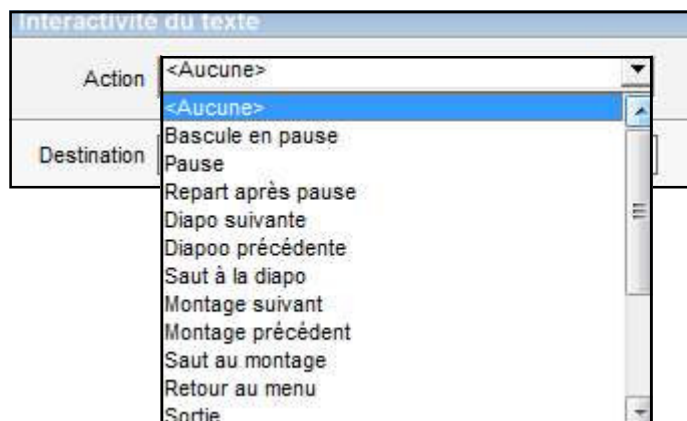 Interactivité du texte
Action <Aucune>
<Aucune>
Bascule en pause
Destination
Pause
Repart après pause
Diapo suivante
Diapoo précédente
Saut à la diapo
Montage suivant
Montage précédent
Saut au montage
Retour au menu
Sortie